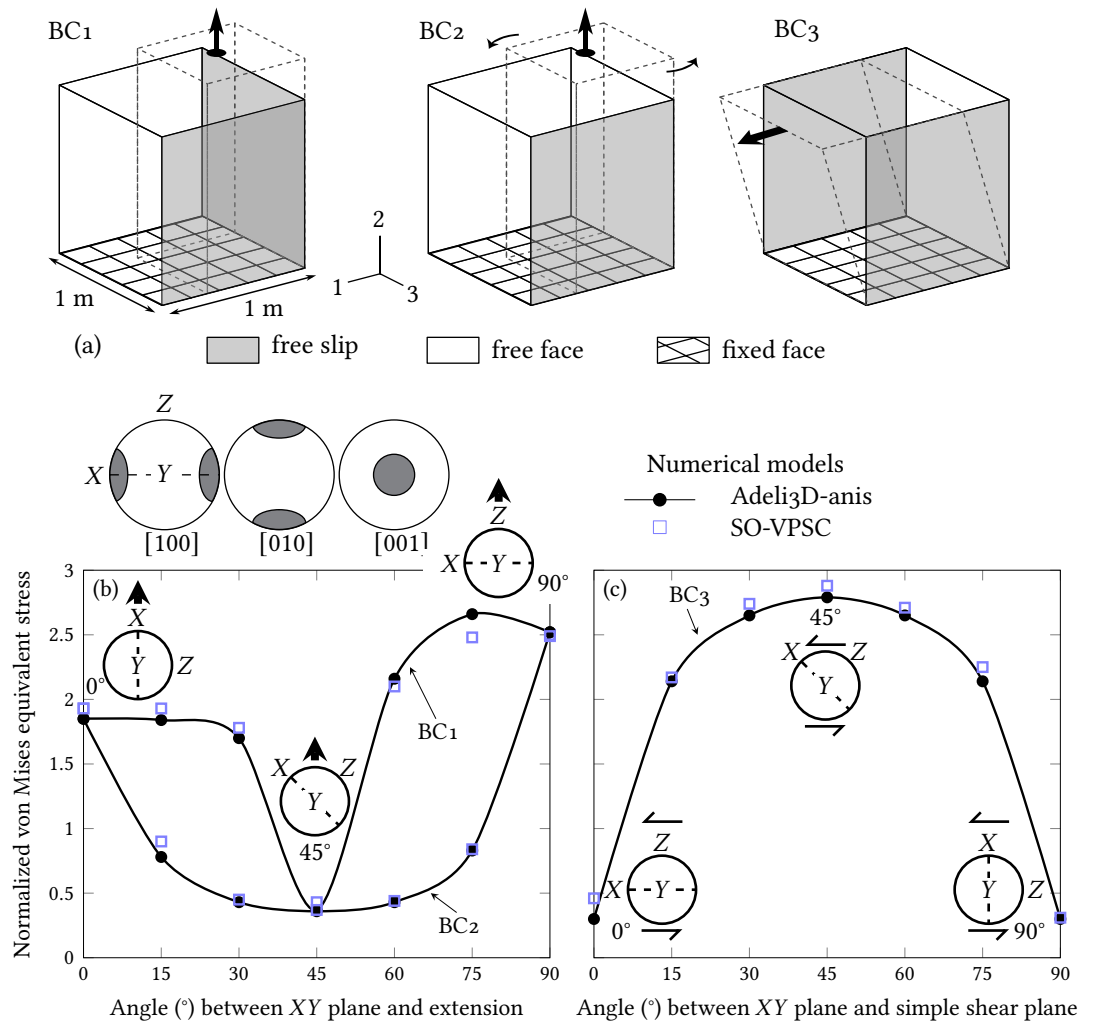 BC1
BC2
BC3
2
1
3
1 m
1 m
(a)
free slip
free face
fixed face
Z
X
Y
[100]
[010]
[001]
Numerical models
Adeli3D-anis
SO-VPSC
Z
X
Y
90°
(b)
X
Y
Z
0°
BC1
X
Z
Y
45°
BC2
Normalized von Mises equivalent stress
3
2.5
2
1.5
1
0.5
0
0
15
30
45
60
75
90
Angle (°) between XY plane and extension
(c)
BC3
45°
X
Z
Y
Z
X
Y
0°
X
Y
Z
90°
0
15
30
45
60
75
90
Angle (°) between XY plane and simple shear plane